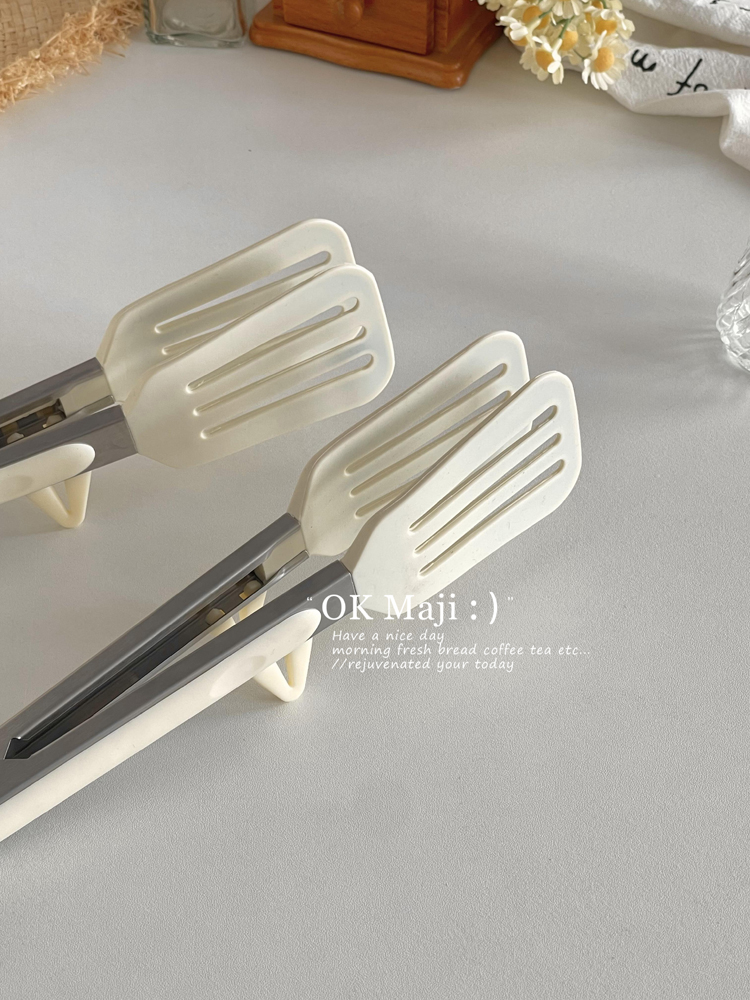 "OK Maji : ) "
Have a nice day
morning fresh bread coffee tea etc...
//rejuvenated your today